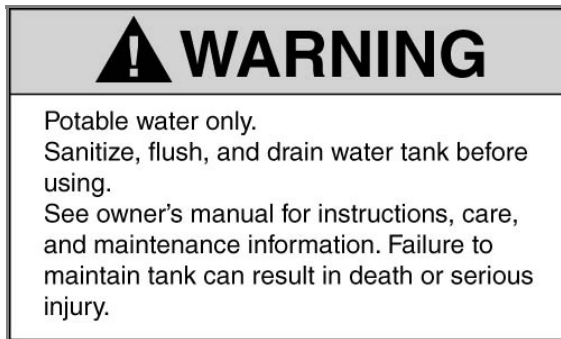 WARNING
Potable water only.
Sanitize, flush, and drain water tank before
using.
See owner's manual for instructions, care,
and maintenance information. Failure to
maintain tank can result in death or serious
injury.